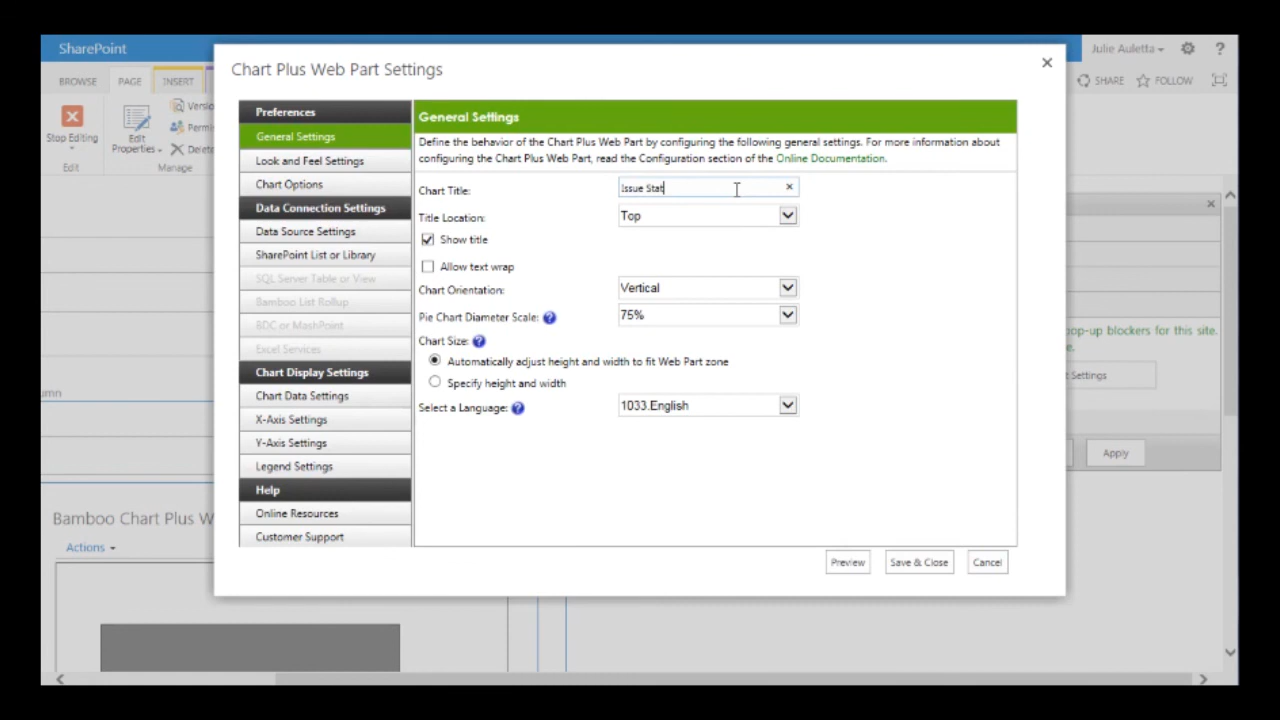 SharePoint
Julie Auletta
?
BROWSE
PAGE
INSERT
SHARE
FOLLOW
Stop Editing
Edit
Properties
Delete
Edit
Manage
Chart Plus Web Part Settings
Preferences
General Settings
Look and Feel Settings
Chart Options
Data Connection Settings
Data Source Settings
SharePoint List or Library
SQL Server Table or View
Bamboo List Rollup
BDC or MashPoint
Excel Services
Chart Display Settings
Chart Data Settings
X-Axis Settings
Y-Axis Settings
Legend Settings
Help
Online Resources
Customer Support
General Settings
Define the behavior of the Chart Plus Web Part by configuring the following general settings. For more information about
configuring the Chart Plus Web Part, read the Configuration section of the Online Documentation.
Chart Title:
Issue Stat
Title Location:
Top
Show title
Allow text wrap
Chart Orientation:
Vertical
Pie Chart Diameter Scale: ?
75%
Chart Size: ?
Automatically adjust height and width to fit Web Part zone
Specify height and width
Select a Language: ?
1033.English
Preview
Save & Close
Cancel
pop-up blockers for this site.
Settings
Apply
Bamboo Chart Plus W
Actions